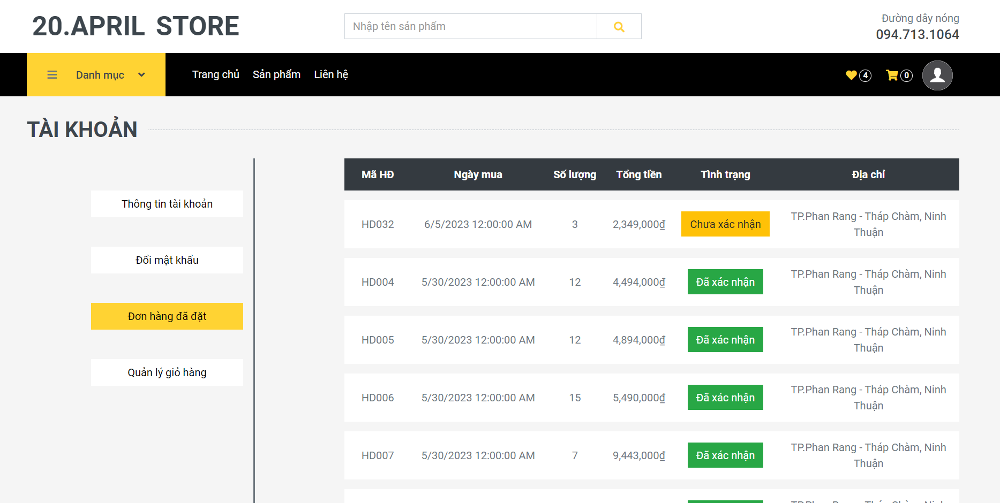 20.APRIL STORE
Nhập tên sản phẩm
Đường dây nóng
094.713.1064
Danh mục
Trang chủ Sản phẩm Liên hệ
4 0
TÀI KHOẢN
Thông tin tài khoản
Đổi mật khẩu
Đơn hàng đã đặt
Quản lý giỏ hàng
Mã HĐ Ngày mua Số lượng Tổng tiền Tình trạng Địa chỉ
HD032 6/5/2023 12:00:00 AM 3 2,349,000₫ Chưa xác nhận TP.Phan Rang - Tháp Chàm, Ninh
Thuận
HD004 5/30/2023 12:00:00 AM 12 4,494,000₫ Đã xác nhận TP.Phan Rang - Tháp Chàm, Ninh
Thuận
HD005 5/30/2023 12:00:00 AM 12 4,894,000₫ Đã xác nhận TP.Phan Rang - Tháp Chàm, Ninh
Thuận
HD006 5/30/2023 12:00:00 AM 15 5,490,000₫ Đã xác nhận TP.Phan Rang - Tháp Chàm, Ninh
Thuận
HD007 5/30/2023 12:00:00 AM 7 9,443,000₫ Đã xác nhận TP.Phan Rang - Tháp Chàm, Ninh
Thuận